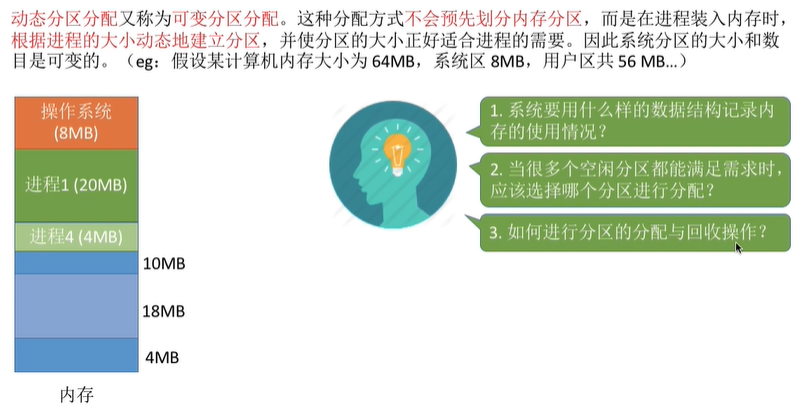 动态分区分配又称为可变分区分配。这种分配方式不会预先划分内存分区，而是在进程装入内存时，
根据进程的大小动态地建立分区，并使分区的大小正好适合进程的需要。因此系统分区的大小和数
目是可变的。（eg：假设某计算机内存大小为 64MB，系统区 8MB，用户区共 56 MB…）
操作系统
(8MB)
进程1 (20MB)
进程4 (4MB)
10MB
18MB
4MB
内存
1. 系统要用什么样的数据结构记录内
存的使用情况？
2. 当很多个空闲分区都能满足需求时，
应该选择哪个分区进行分配？
3. 如何进行分区的分配与回收操作？